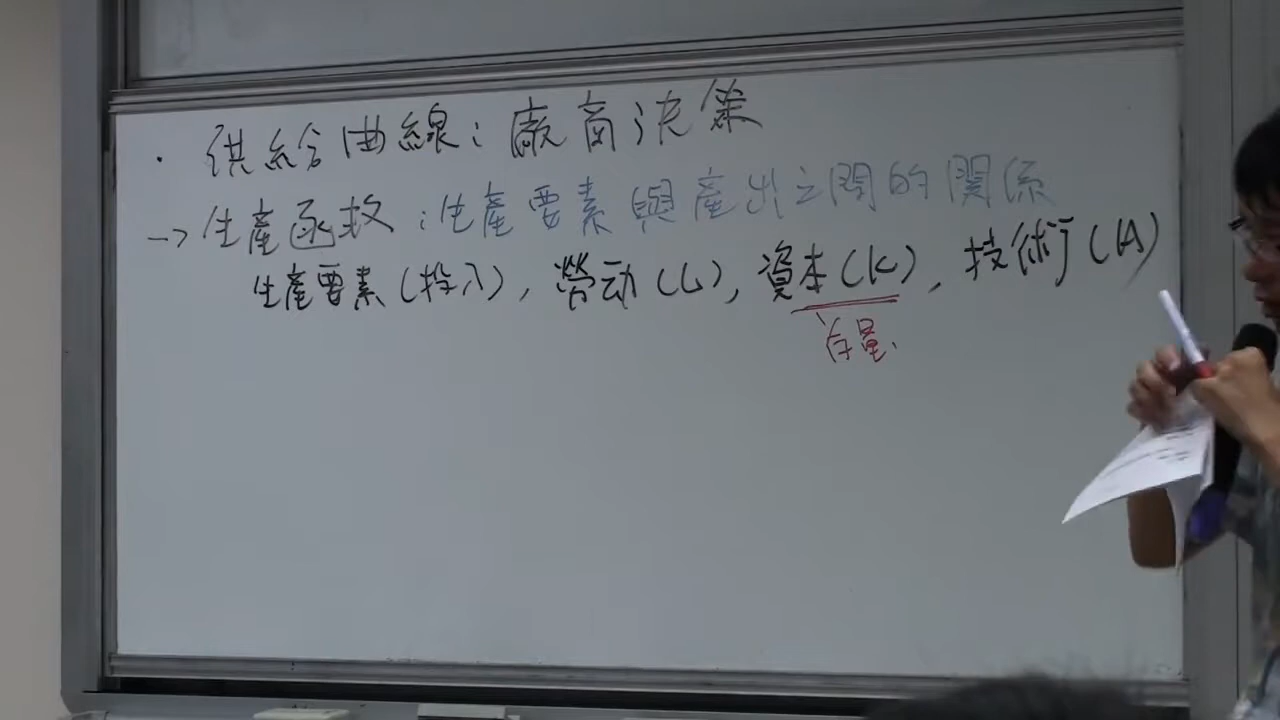 · 供給曲線：廠商決策
→ 生產函數：生產要素與產出之間的關係
生產要素(投入)，勞动(L)，資本(K)，技術(A)
存量